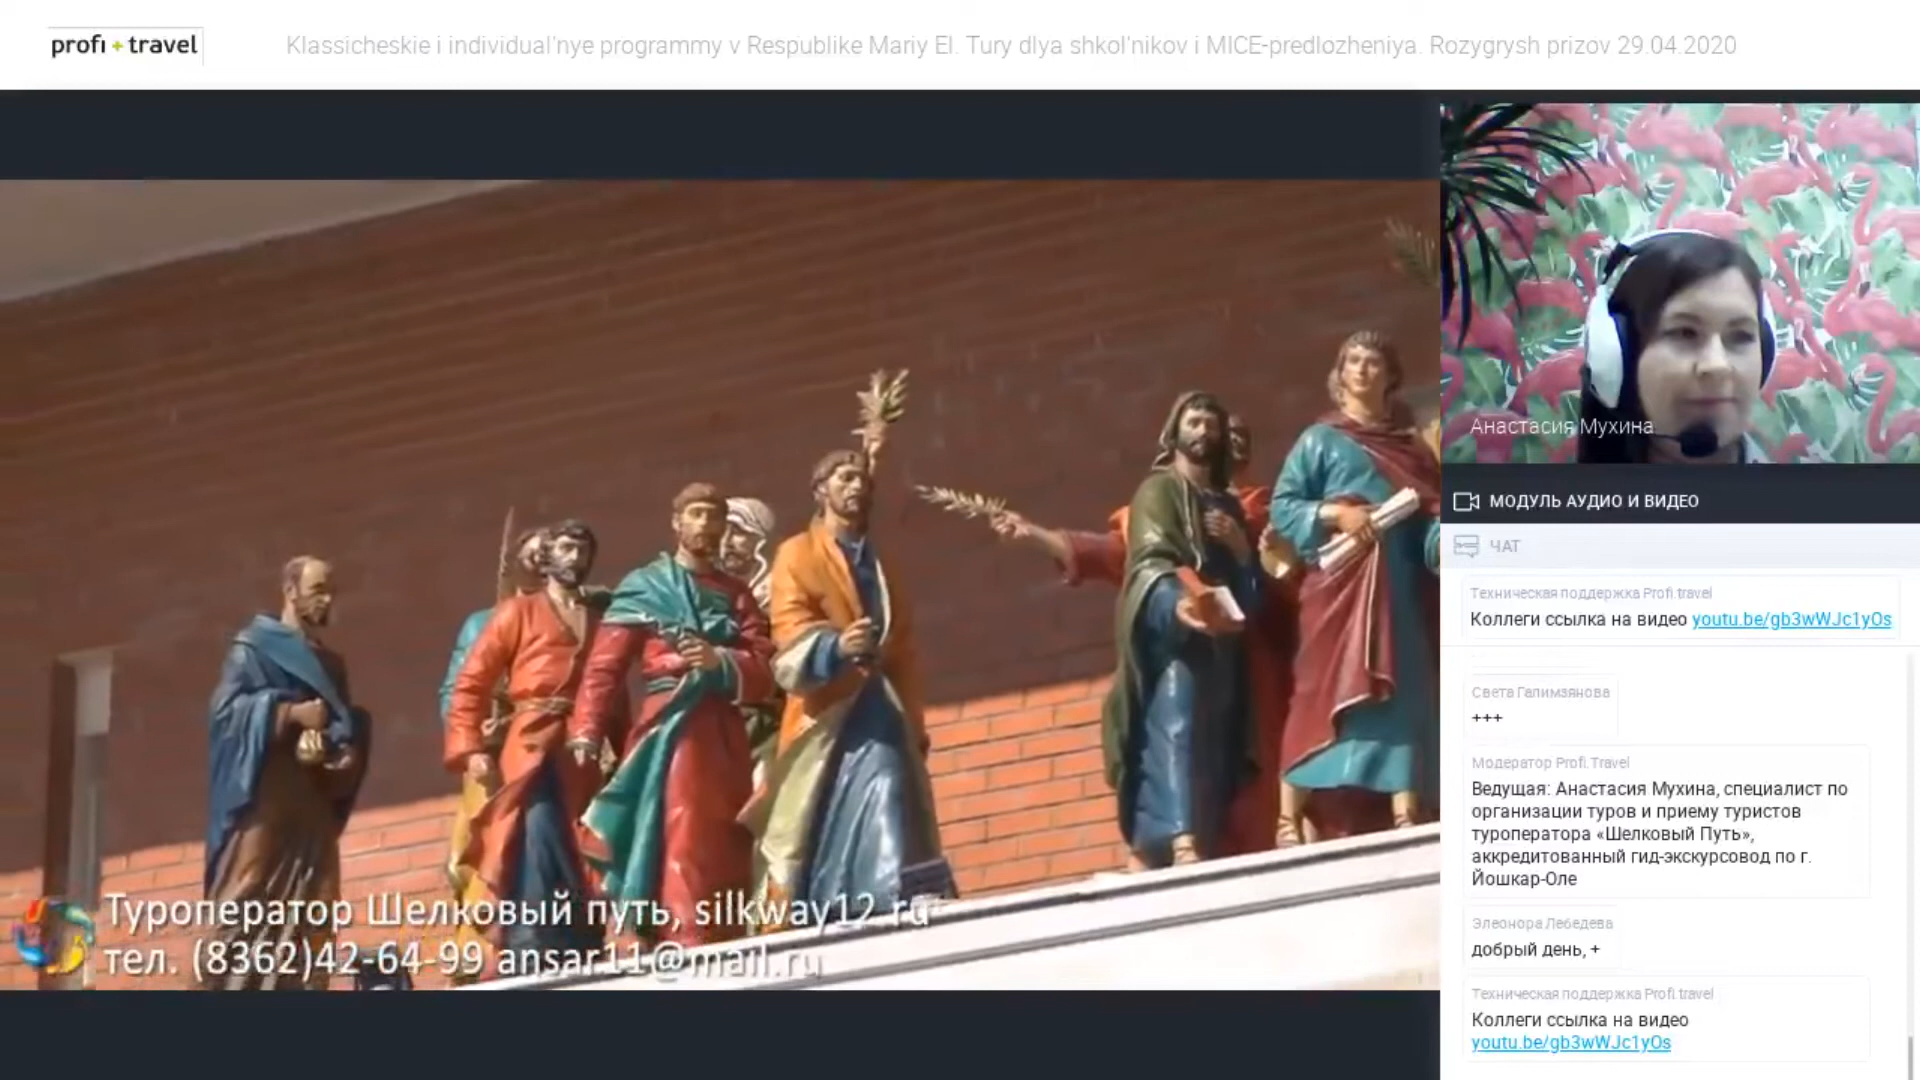 profi + travel
Klassicheskie i individual'nye programmy v Respublike Mariy El. Tury dlya shkol'nikov i MICE-predlozheniya. Rozygrysh prizov 29.04.2020
Туроператор Шелковый путь, silkway12.ru
тел. (8362)42-64-99 ansar11@mail.ru
Анастасия Мухина
МОДУЛЬ АУДИО И ВИДЕО
ЧАТ
Техническая поддержка Profi.travel
Коллеги ссылка на видео youtu.be/gb3wWJc1yOs
Света Галимзянова
+++
Модератор Profi.Travel
Ведущая: Анастасия Мухина, специалист по
организации туров и приему туристов
туроператора «Шелковый Путь»,
аккредитованный гид-экскурсовод по г.
Йошкар-Оле
Элеонора Лебедева
добрый день, +
Техническая поддержка Profi.travel
Коллеги ссылка на видео
youtu.be/gb3wWJc1yOs